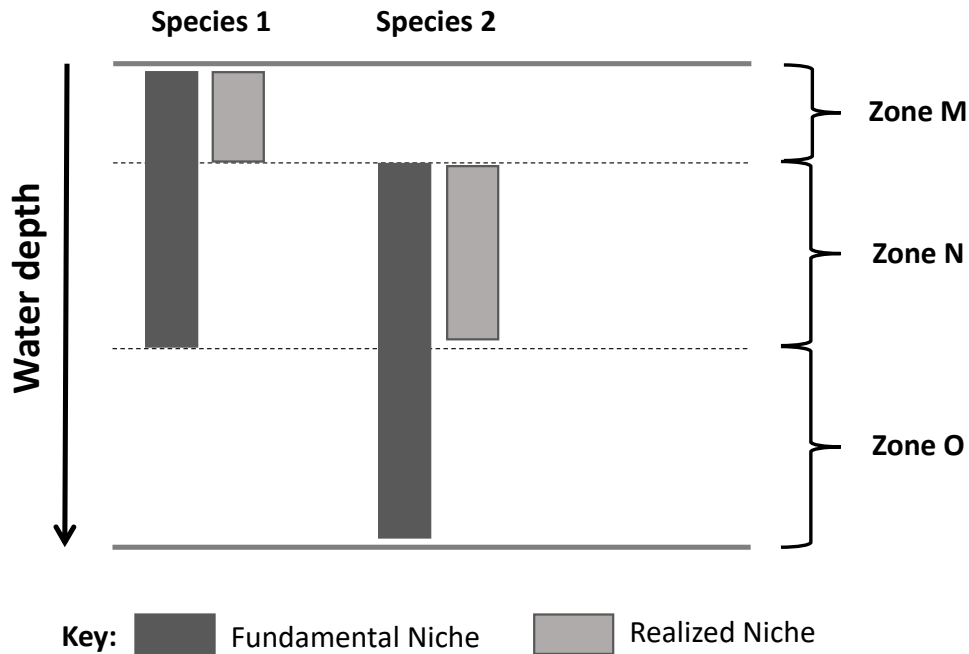 Species 1
Species 2
Zone M
Zone N
Zone O
Water depth
Key:
Fundamental Niche
Realized Niche